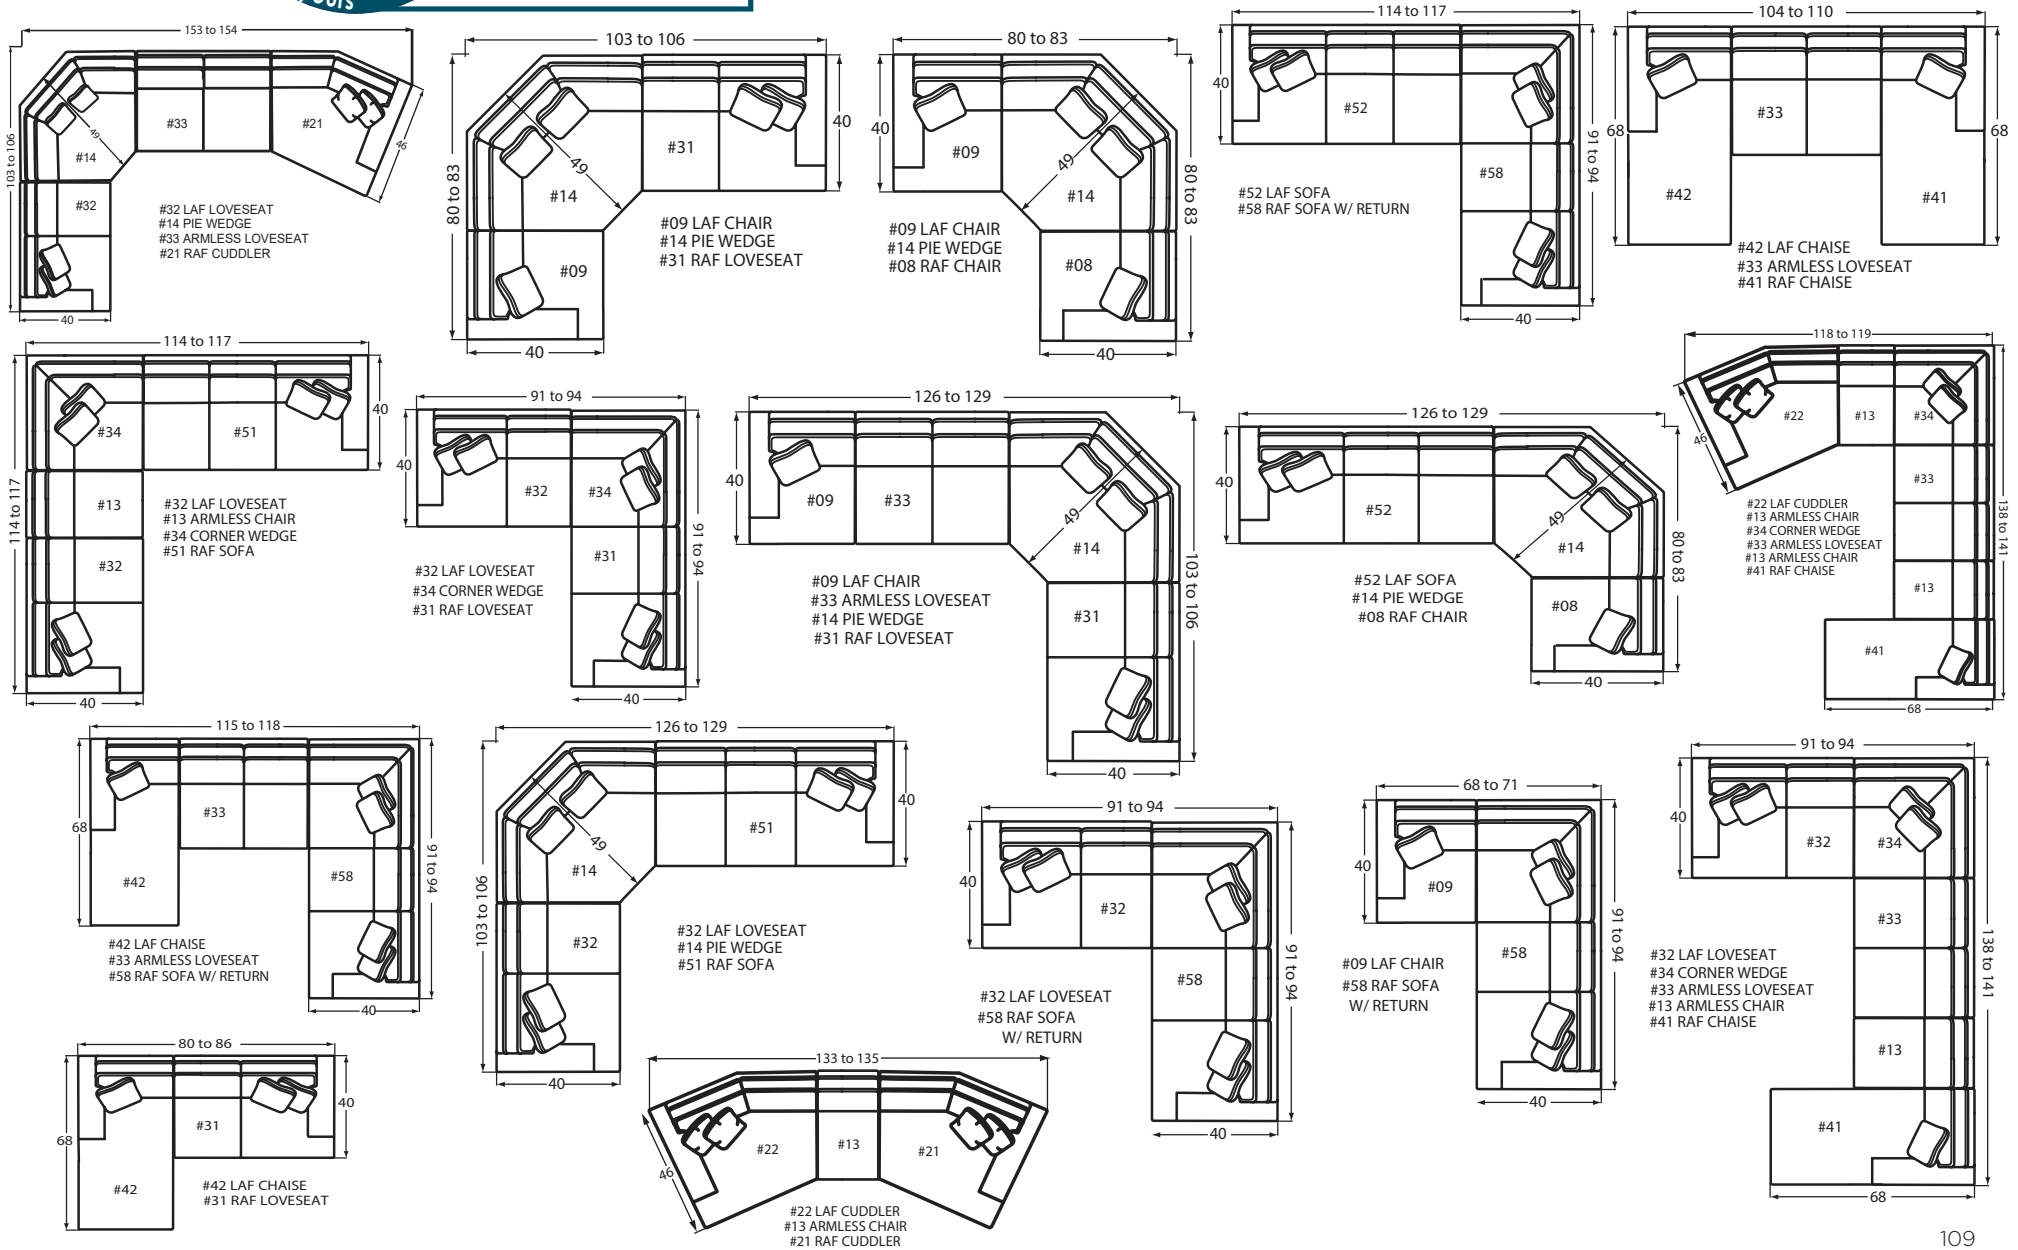 OUTS
153 to 154
103 to 106
49
46
#33
#21
#14
#32
40
#32 LAF LOVESEAT
#14 PIE WEDGE
#33 ARMLESS LOVESEAT
#21 RAF CUDDLER
103 to 106
80 to 83
40
49
#31
#14
#09
40
#09 LAF CHAIR
#14 PIE WEDGE
#31 RAF LOVESEAT
80 to 83
40
49
80 to 83
#09
#14
#08
40
#09 LAF CHAIR
#14 PIE WEDGE
#08 RAF CHAIR
114 to 117
40
91 to 94
#52
#58
40
#52 LAF SOFA
#58 RAF SOFA W/ RETURN
104 to 110
68
68
#33
#42
#41
#42 LAF CHAISE
#33 ARMLESS LOVESEAT
#41 RAF CHAISE
114 to 117
114 to 117
40
#34
#51
#13
#32
40
#32 LAF LOVESEAT
#13 ARMLESS CHAIR
#34 CORNER WEDGE
#51 RAF SOFA
91 to 94
40
91 to 94
#32
#34
#31
40
#32 LAF LOVESEAT
#34 CORNER WEDGE
#31 RAF LOVESEAT
126 to 129
40
49
103 to 106
#09
#33
#14
#31
40
#09 LAF CHAIR
#33 ARMLESS LOVESEAT
#14 PIE WEDGE
#31 RAF LOVESEAT
126 to 129
40
49
80 to 83
#52
#14
#08
40
#52 LAF SOFA
#14 PIE WEDGE
#08 RAF CHAIR
118 to 119
46
138 to 141
#22
#13
#34
#33
#13
#41
68
#22 LAF CUDDLER
#13 ARMLESS CHAIR
#34 CORNER WEDGE
#33 ARMLESS LOVESEAT
#13 ARMLESS CHAIR
#41 RAF CHAISE
115 to 118
68
91 to 94
#33
#42
#58
40
#42 LAF CHAISE
#33 ARMLESS LOVESEAT
#58 RAF SOFA W/ RETURN
126 to 129
103 to 106
49
40
#51
#14
#32
40
#32 LAF LOVESEAT
#14 PIE WEDGE
#51 RAF SOFA
91 to 94
40
91 to 94
#32
#58
40
#32 LAF LOVESEAT
#58 RAF SOFA
W/ RETURN
68 to 71
40
91 to 94
#09
#58
40
#09 LAF CHAIR
#58 RAF SOFA
W/ RETURN
91 to 94
40
138 to 141
#32
#34
#33
#13
#41
68
#32 LAF LOVESEAT
#34 CORNER WEDGE
#33 ARMLESS LOVESEAT
#13 ARMLESS CHAIR
#41 RAF CHAISE
80 to 86
68
40
#31
#42
#42 LAF CHAISE
#31 RAF LOVESEAT
133 to 135
46
#22
#13
#21
#22 LAF CUDDLER
#13 ARMLESS CHAIR
#21 RAF CUDDLER
109